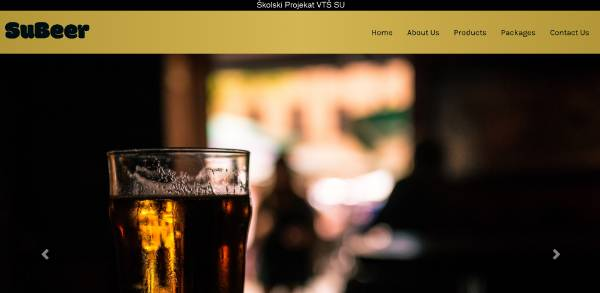 Školski Projekat VTŠ SU
SuBeer
Home About Us Products Packages Contact Us